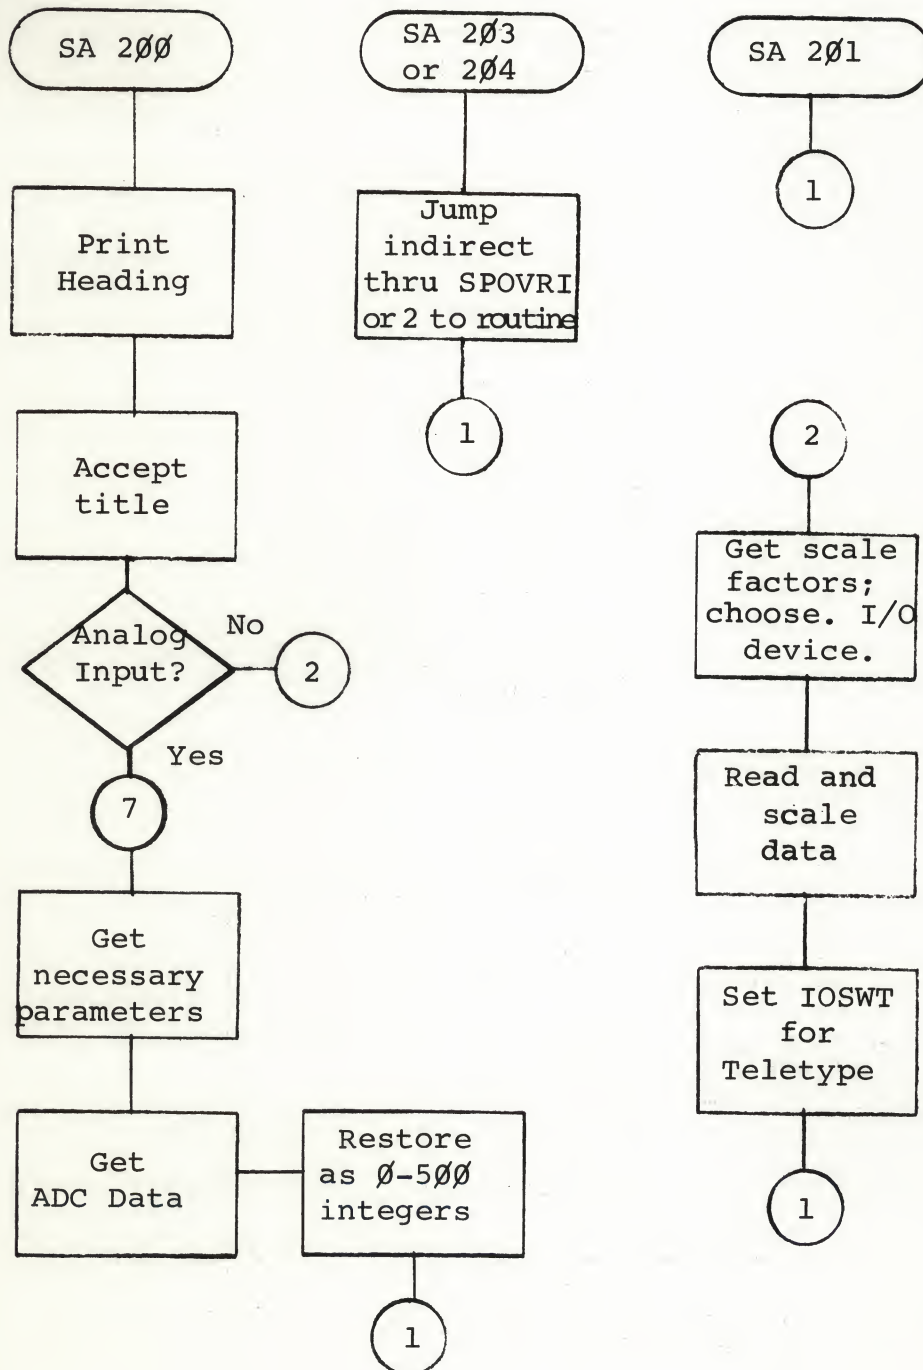 SA 2ØØ
Print
Heading
Accept
title
Analog
Input?
No
2
Yes
7
Get
necessary
parameters
Get
ADC Data
Restore
as Ø-5ØØ
integers
1
SA 2Ø3
or 2Ø4
Jump
indirect
thru SPOVRI
or 2 to routine
1
SA 2Ø1
1
2
Get scale
factors;
choose. I/O
device.
Read and
scale
data
Set IOSWT
for
Teletype
1